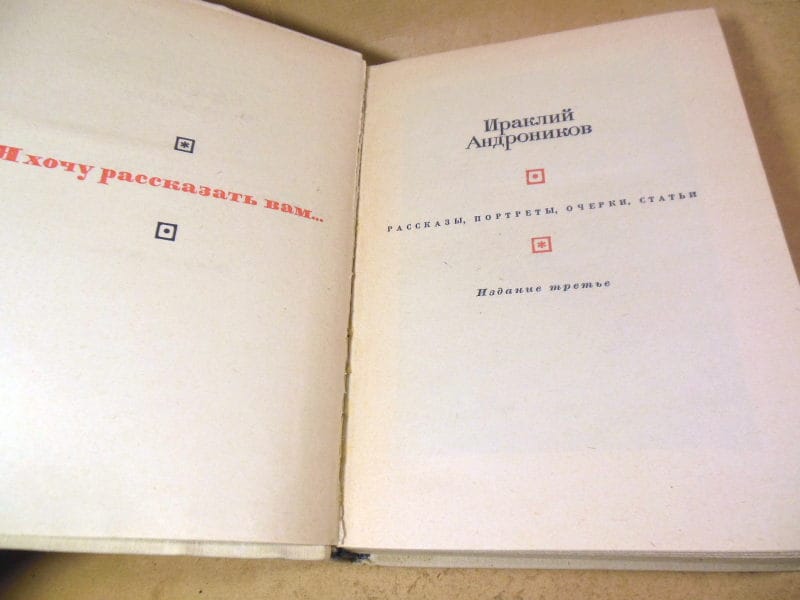 И хочу рассказать вам...
Ираклий
Андроников
РАССКАЗЫ, ПОРТРЕТЫ, ОЧЕРКИ, СТАТЬИ
Издание третье